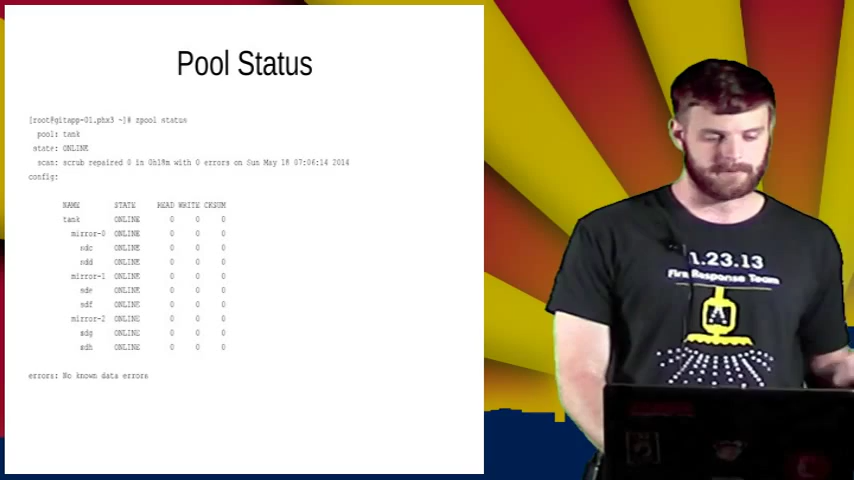 Pool Status
[root@gitapp-01.phx3 ~]# zpool status
pool: tank
state: ONLINE
scan: scrub repaired 0 in 0h18m with 0 errors on Sun May 18 07:06:14 2014
config:
NAME STATE READ WRITE CKSUM
tank ONLINE 0 0 0
mirror-0 ONLINE 0 0 0
sdc ONLINE 0 0 0
sdd ONLINE 0 0 0
mirror-1 ONLINE 0 0 0
sde ONLINE 0 0 0
sdf ONLINE 0 0 0
mirror-2 ONLINE 0 0 0
sdg ONLINE 0 0 0
sdh ONLINE 0 0 0
errors: No known data errors
1.23.13
First Response Team